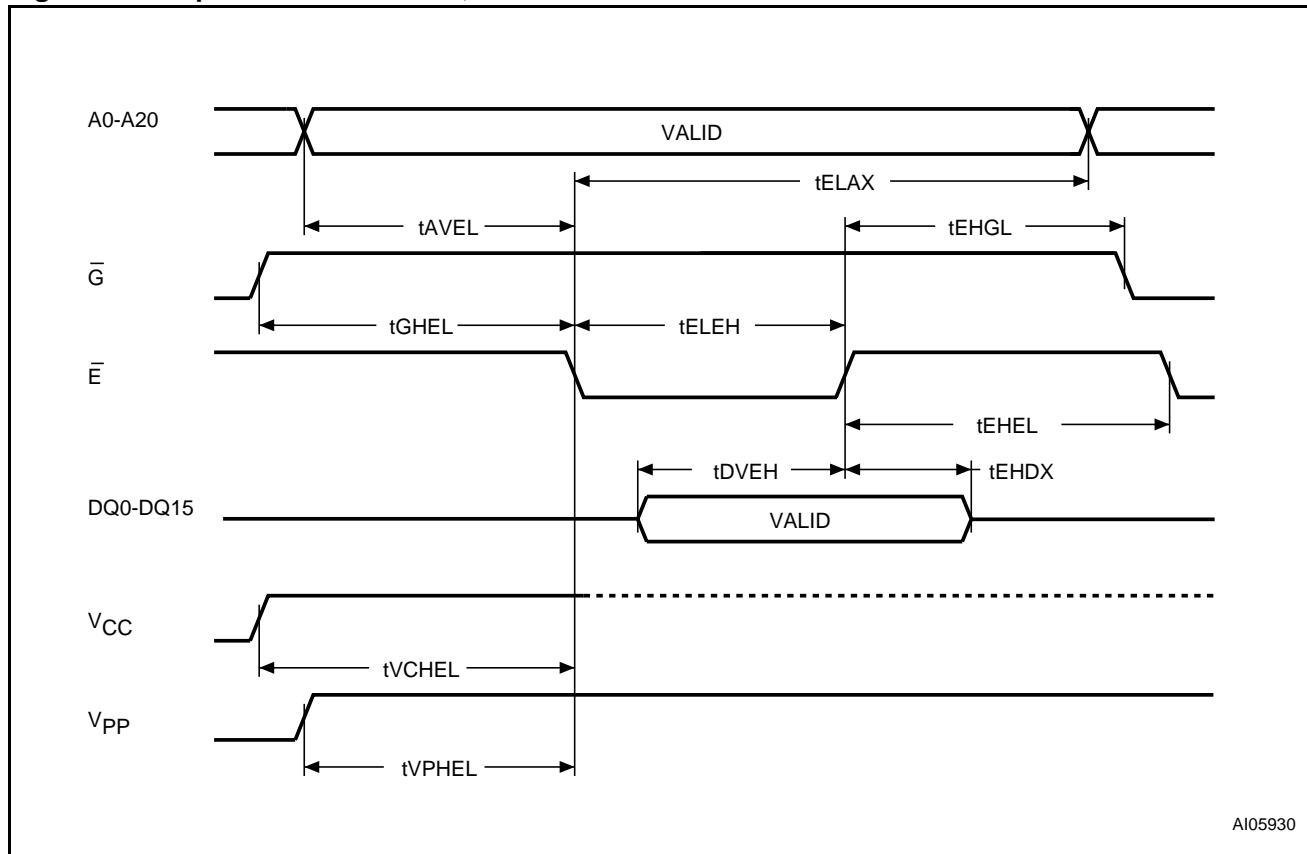 A0-A20
VALID
tELAX
tAVEL
tEHGL
G̅
tGHEL
tELEH
E̅
tEHEL
tDVEH
tEHDX
DQ0-DQ15
VALID
VCC
tVCHEL
VPP
tVPHEL
AI05930